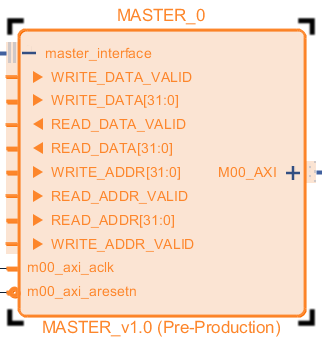 MASTER_0
master_interface
WRITE_DATA_VALID
WRITE_DATA[31:0]
READ_DATA_VALID
READ_DATA[31:0]
WRITE_ADDR[31:0]
M00_AXI
READ_ADDR_VALID
READ_ADDR[31:0]
WRITE_ADDR_VALID
m00_axi_aclk
m00_axi_aresetn
MASTER_v1.0 (Pre-Production)